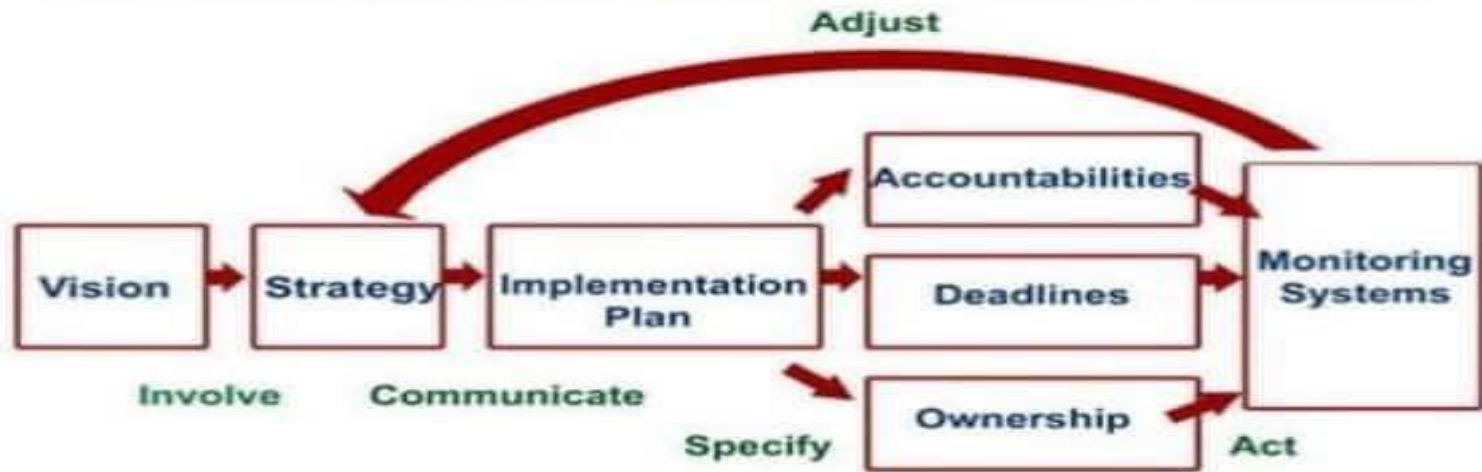 Adjust
Accountabilities
Vision
Strategy
Implementation
Plan
Deadlines
Monitoring
Systems
Involve
Communicate
Ownership
Specify
Act